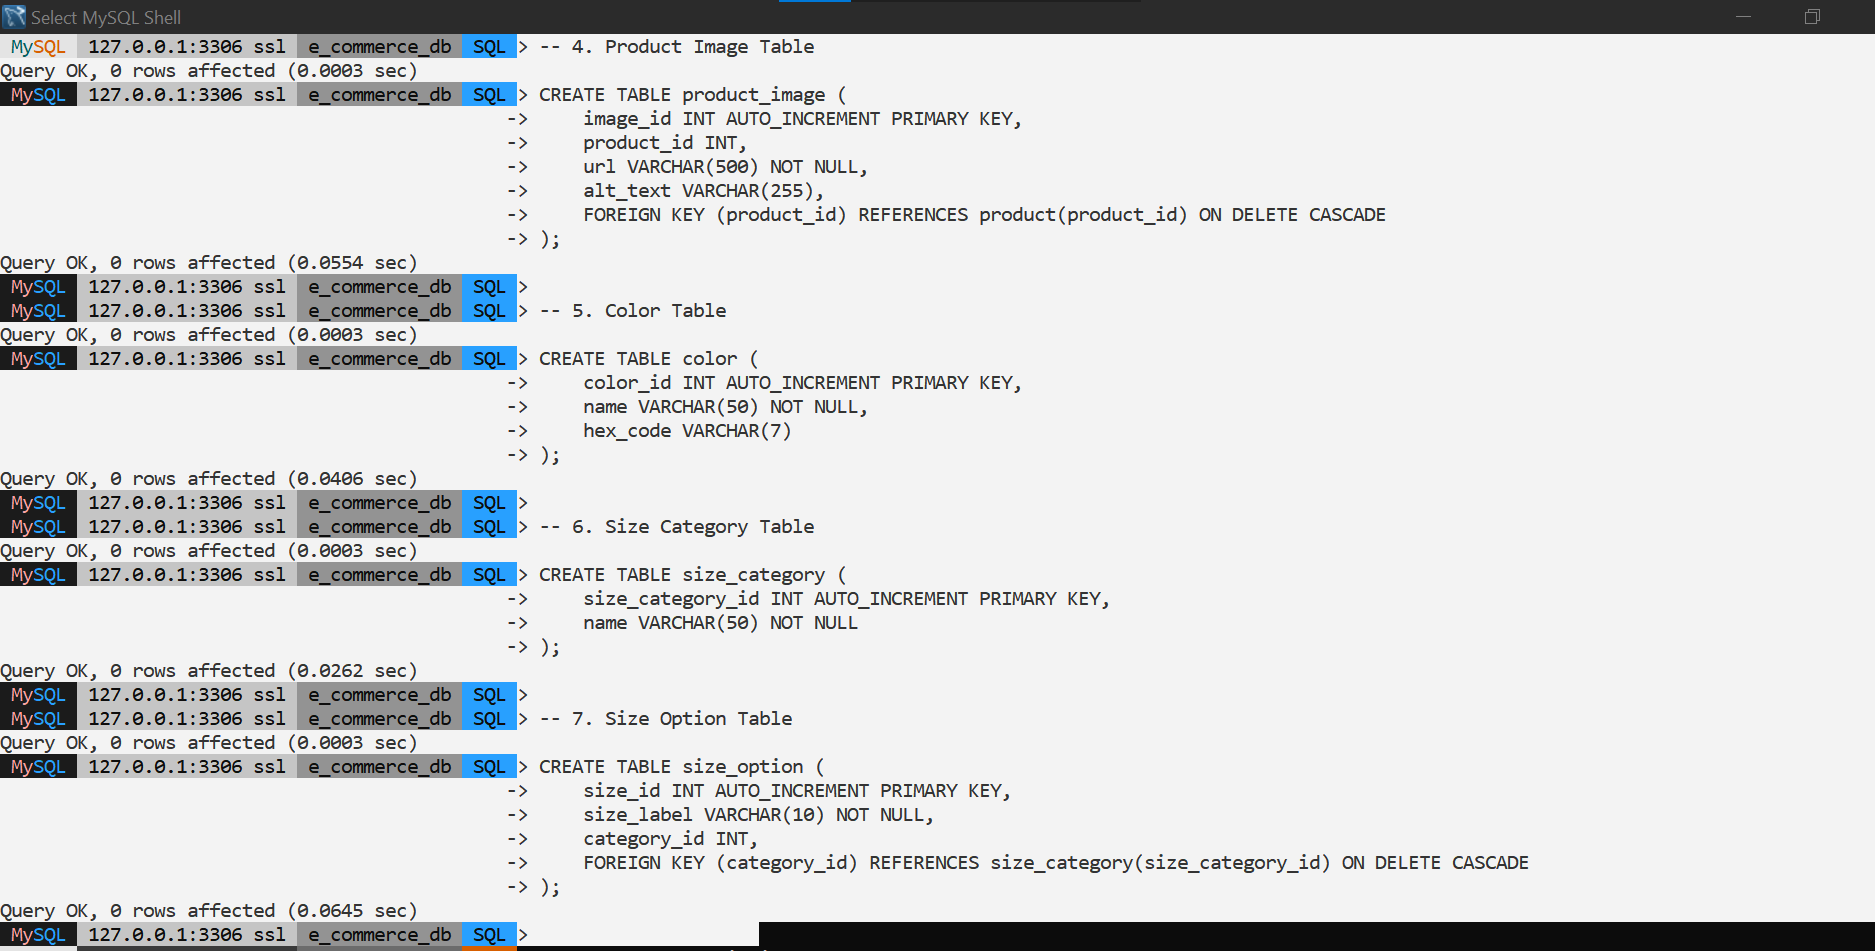 Select MySQL Shell
MySQL 127.0.0.1:3306 ssl e_commerce_db SQL > -- 4. Product Image Table
Query OK, 0 rows affected (0.0003 sec)
MySQL 127.0.0.1:3306 ssl e_commerce_db SQL > CREATE TABLE product_image (
-> image_id INT AUTO_INCREMENT PRIMARY KEY,
-> product_id INT,
-> url VARCHAR(500) NOT NULL,
-> alt_text VARCHAR(255),
-> FOREIGN KEY (product_id) REFERENCES product(product_id) ON DELETE CASCADE
-> );
Query OK, 0 rows affected (0.0554 sec)
MySQL 127.0.0.1:3306 ssl e_commerce_db SQL >
MySQL 127.0.0.1:3306 ssl e_commerce_db SQL > -- 5. Color Table
Query OK, 0 rows affected (0.0003 sec)
MySQL 127.0.0.1:3306 ssl e_commerce_db SQL > CREATE TABLE color (
-> color_id INT AUTO_INCREMENT PRIMARY KEY,
-> name VARCHAR(50) NOT NULL,
-> hex_code VARCHAR(7)
-> );
Query OK, 0 rows affected (0.0406 sec)
MySQL 127.0.0.1:3306 ssl e_commerce_db SQL >
MySQL 127.0.0.1:3306 ssl e_commerce_db SQL > -- 6. Size Category Table
Query OK, 0 rows affected (0.0003 sec)
MySQL 127.0.0.1:3306 ssl e_commerce_db SQL > CREATE TABLE size_category (
-> size_category_id INT AUTO_INCREMENT PRIMARY KEY,
-> name VARCHAR(50) NOT NULL
-> );
Query OK, 0 rows affected (0.0262 sec)
MySQL 127.0.0.1:3306 ssl e_commerce_db SQL >
MySQL 127.0.0.1:3306 ssl e_commerce_db SQL > -- 7. Size Option Table
Query OK, 0 rows affected (0.0003 sec)
MySQL 127.0.0.1:3306 ssl e_commerce_db SQL > CREATE TABLE size_option (
-> size_id INT AUTO_INCREMENT PRIMARY KEY,
-> size_label VARCHAR(10) NOT NULL,
-> category_id INT,
-> FOREIGN KEY (category_id) REFERENCES size_category(size_category_id) ON DELETE CASCADE
-> );
Query OK, 0 rows affected (0.0645 sec)
MySQL 127.0.0.1:3306 ssl e_commerce_db SQL >